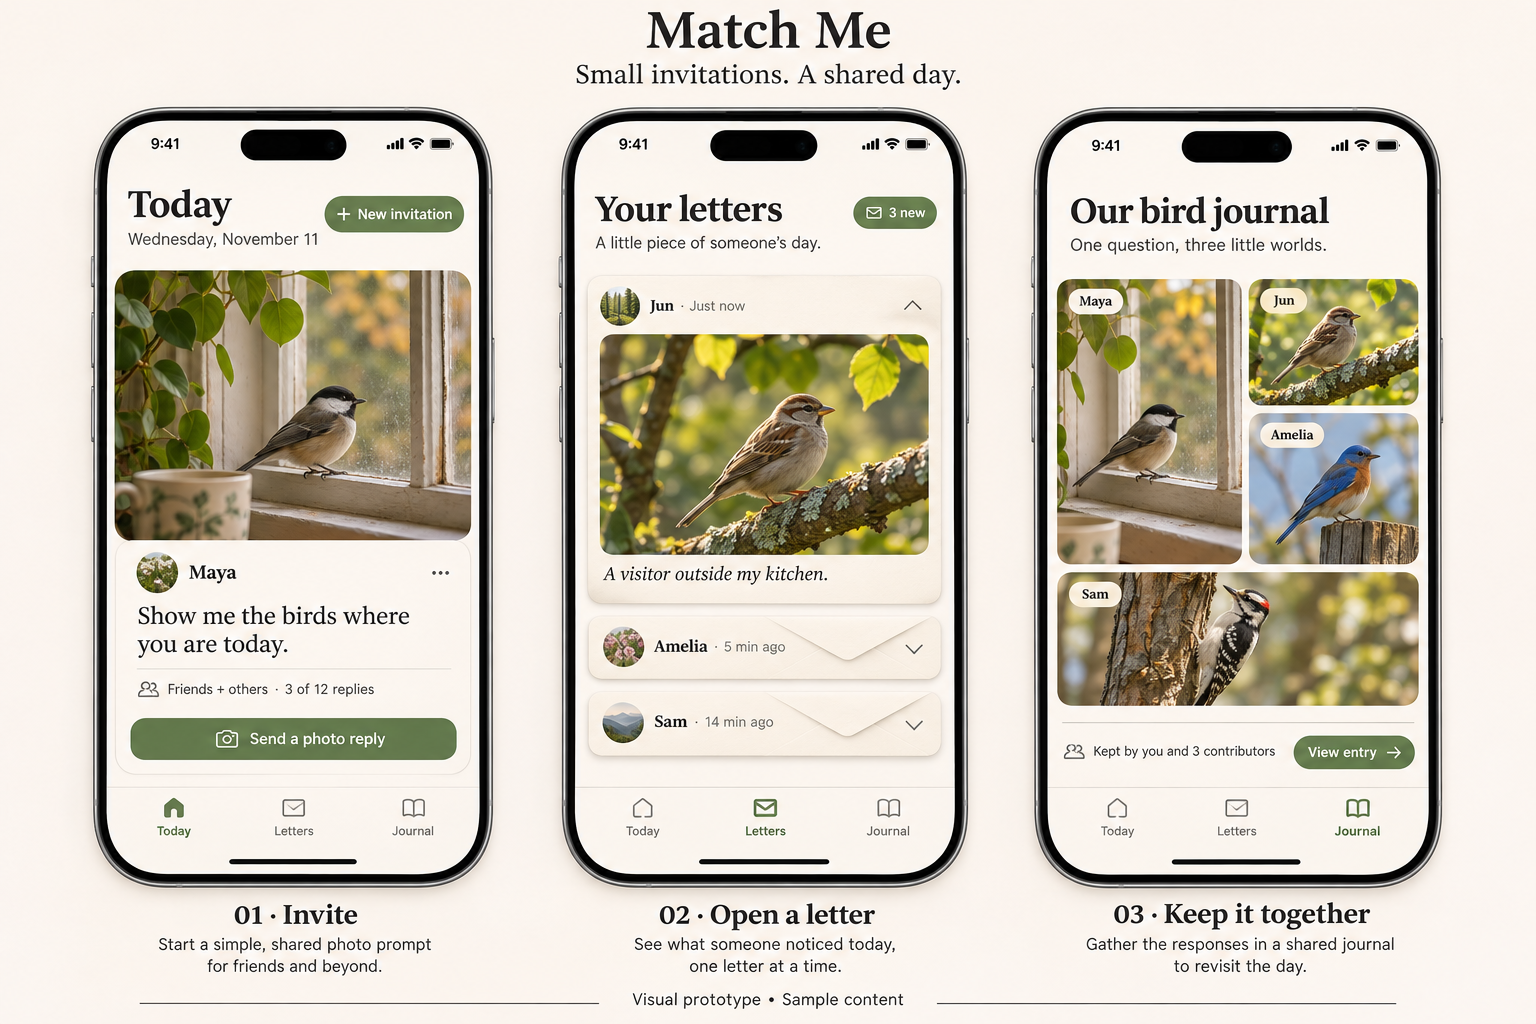 Match Me
Small invitations. A shared day.
9:41
Today
Wednesday, November 11
+ New invitation
Maya
Show me the birds where
you are today.
Friends + others · 3 of 12 replies
Send a photo reply
Today
Letters
Journal
01 · Invite
Start a simple, shared photo prompt
for friends and beyond.
9:41
Your letters
3 new
A little piece of someone's day.
Jun · Just now
A visitor outside my kitchen.
Amelia · 5 min ago
Sam · 14 min ago
Today
Letters
Journal
02 · Open a letter
See what someone noticed today,
one letter at a time.
9:41
Our bird journal
One question, three little worlds.
Maya
Jun
Amelia
Sam
Kept by you and 3 contributors
View entry →
Today
Letters
Journal
03 · Keep it together
Gather the responses in a shared journal
to revisit the day.
Visual prototype • Sample content